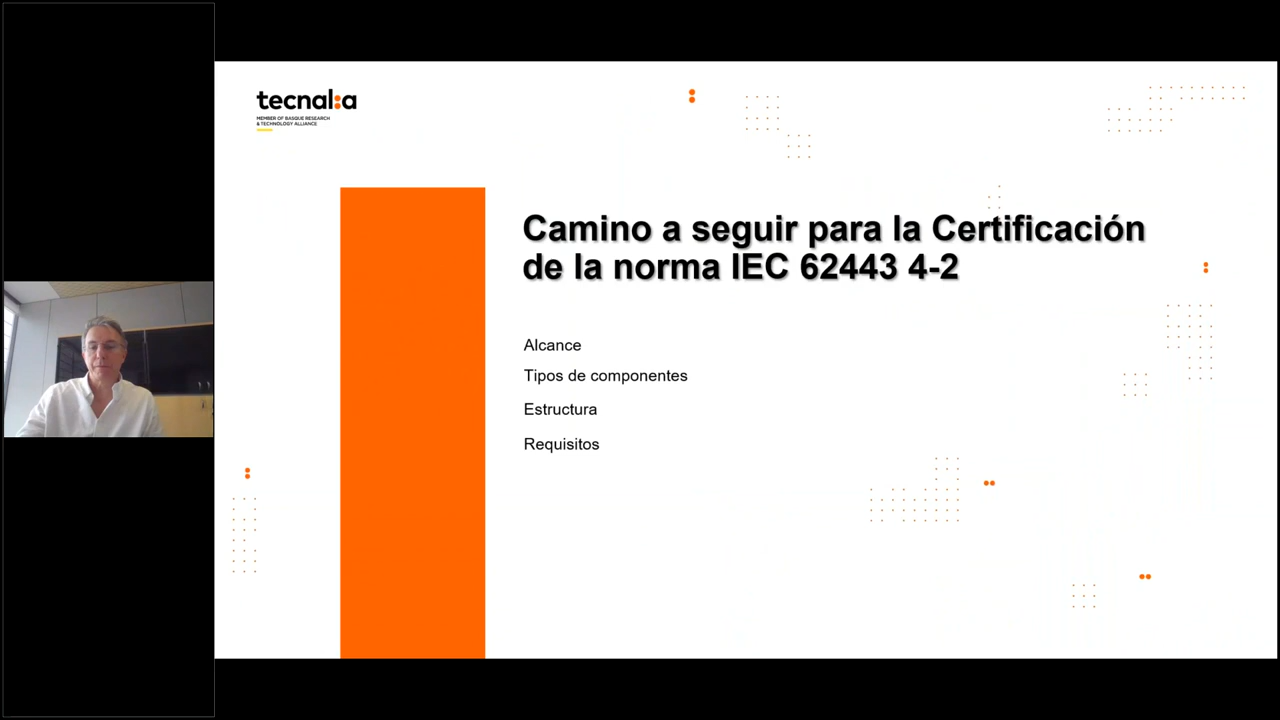 tecnal:a
MEMBER OF BASQUE RESEARCH
& TECHNOLOGY ALLIANCE
Camino a seguir para la Certificación
de la norma IEC 62443 4-2
Alcance
Tipos de componentes
Estructura
Requisitos